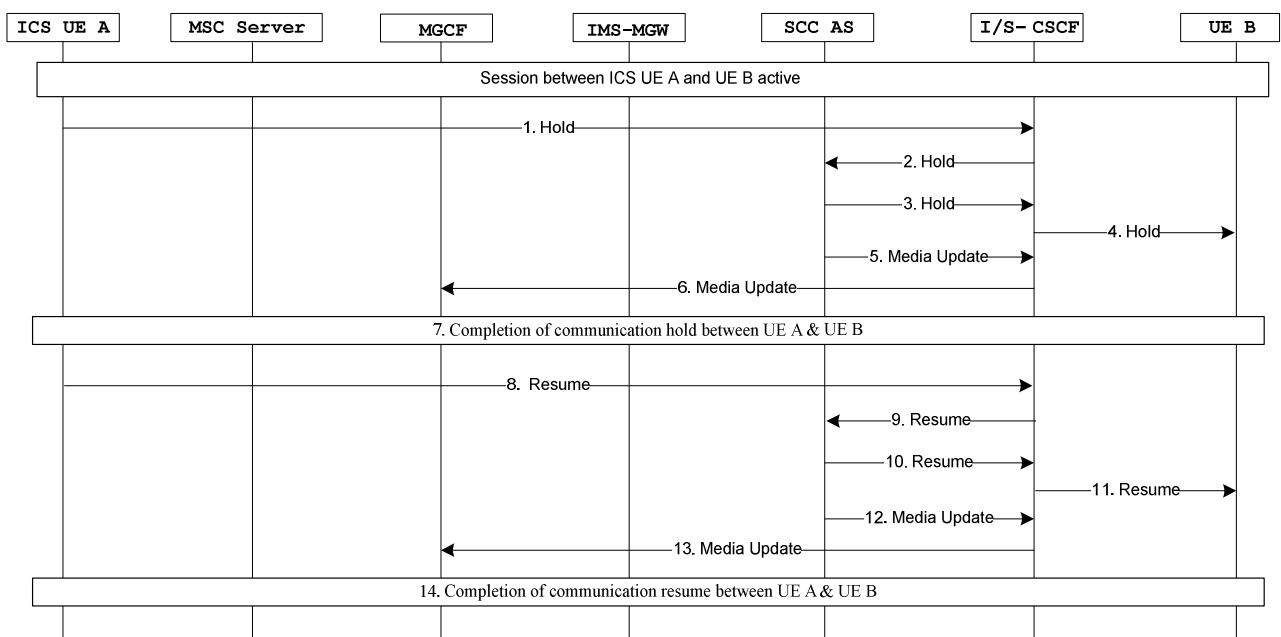 ICS UE A MSC Server MGCF IMS-MGW SCC AS I/S- CSCF UE B
Session between ICS UE A and UE B active
1. Hold
2. Hold
3. Hold
4. Hold
5. Media Update
6. Media Update
7. Completion of communication hold between UE A & UE B
8. Resume
9. Resume
10. Resume
11. Resume
12. Media Update
13. Media Update
14. Completion of communication resume between UE A & UE B